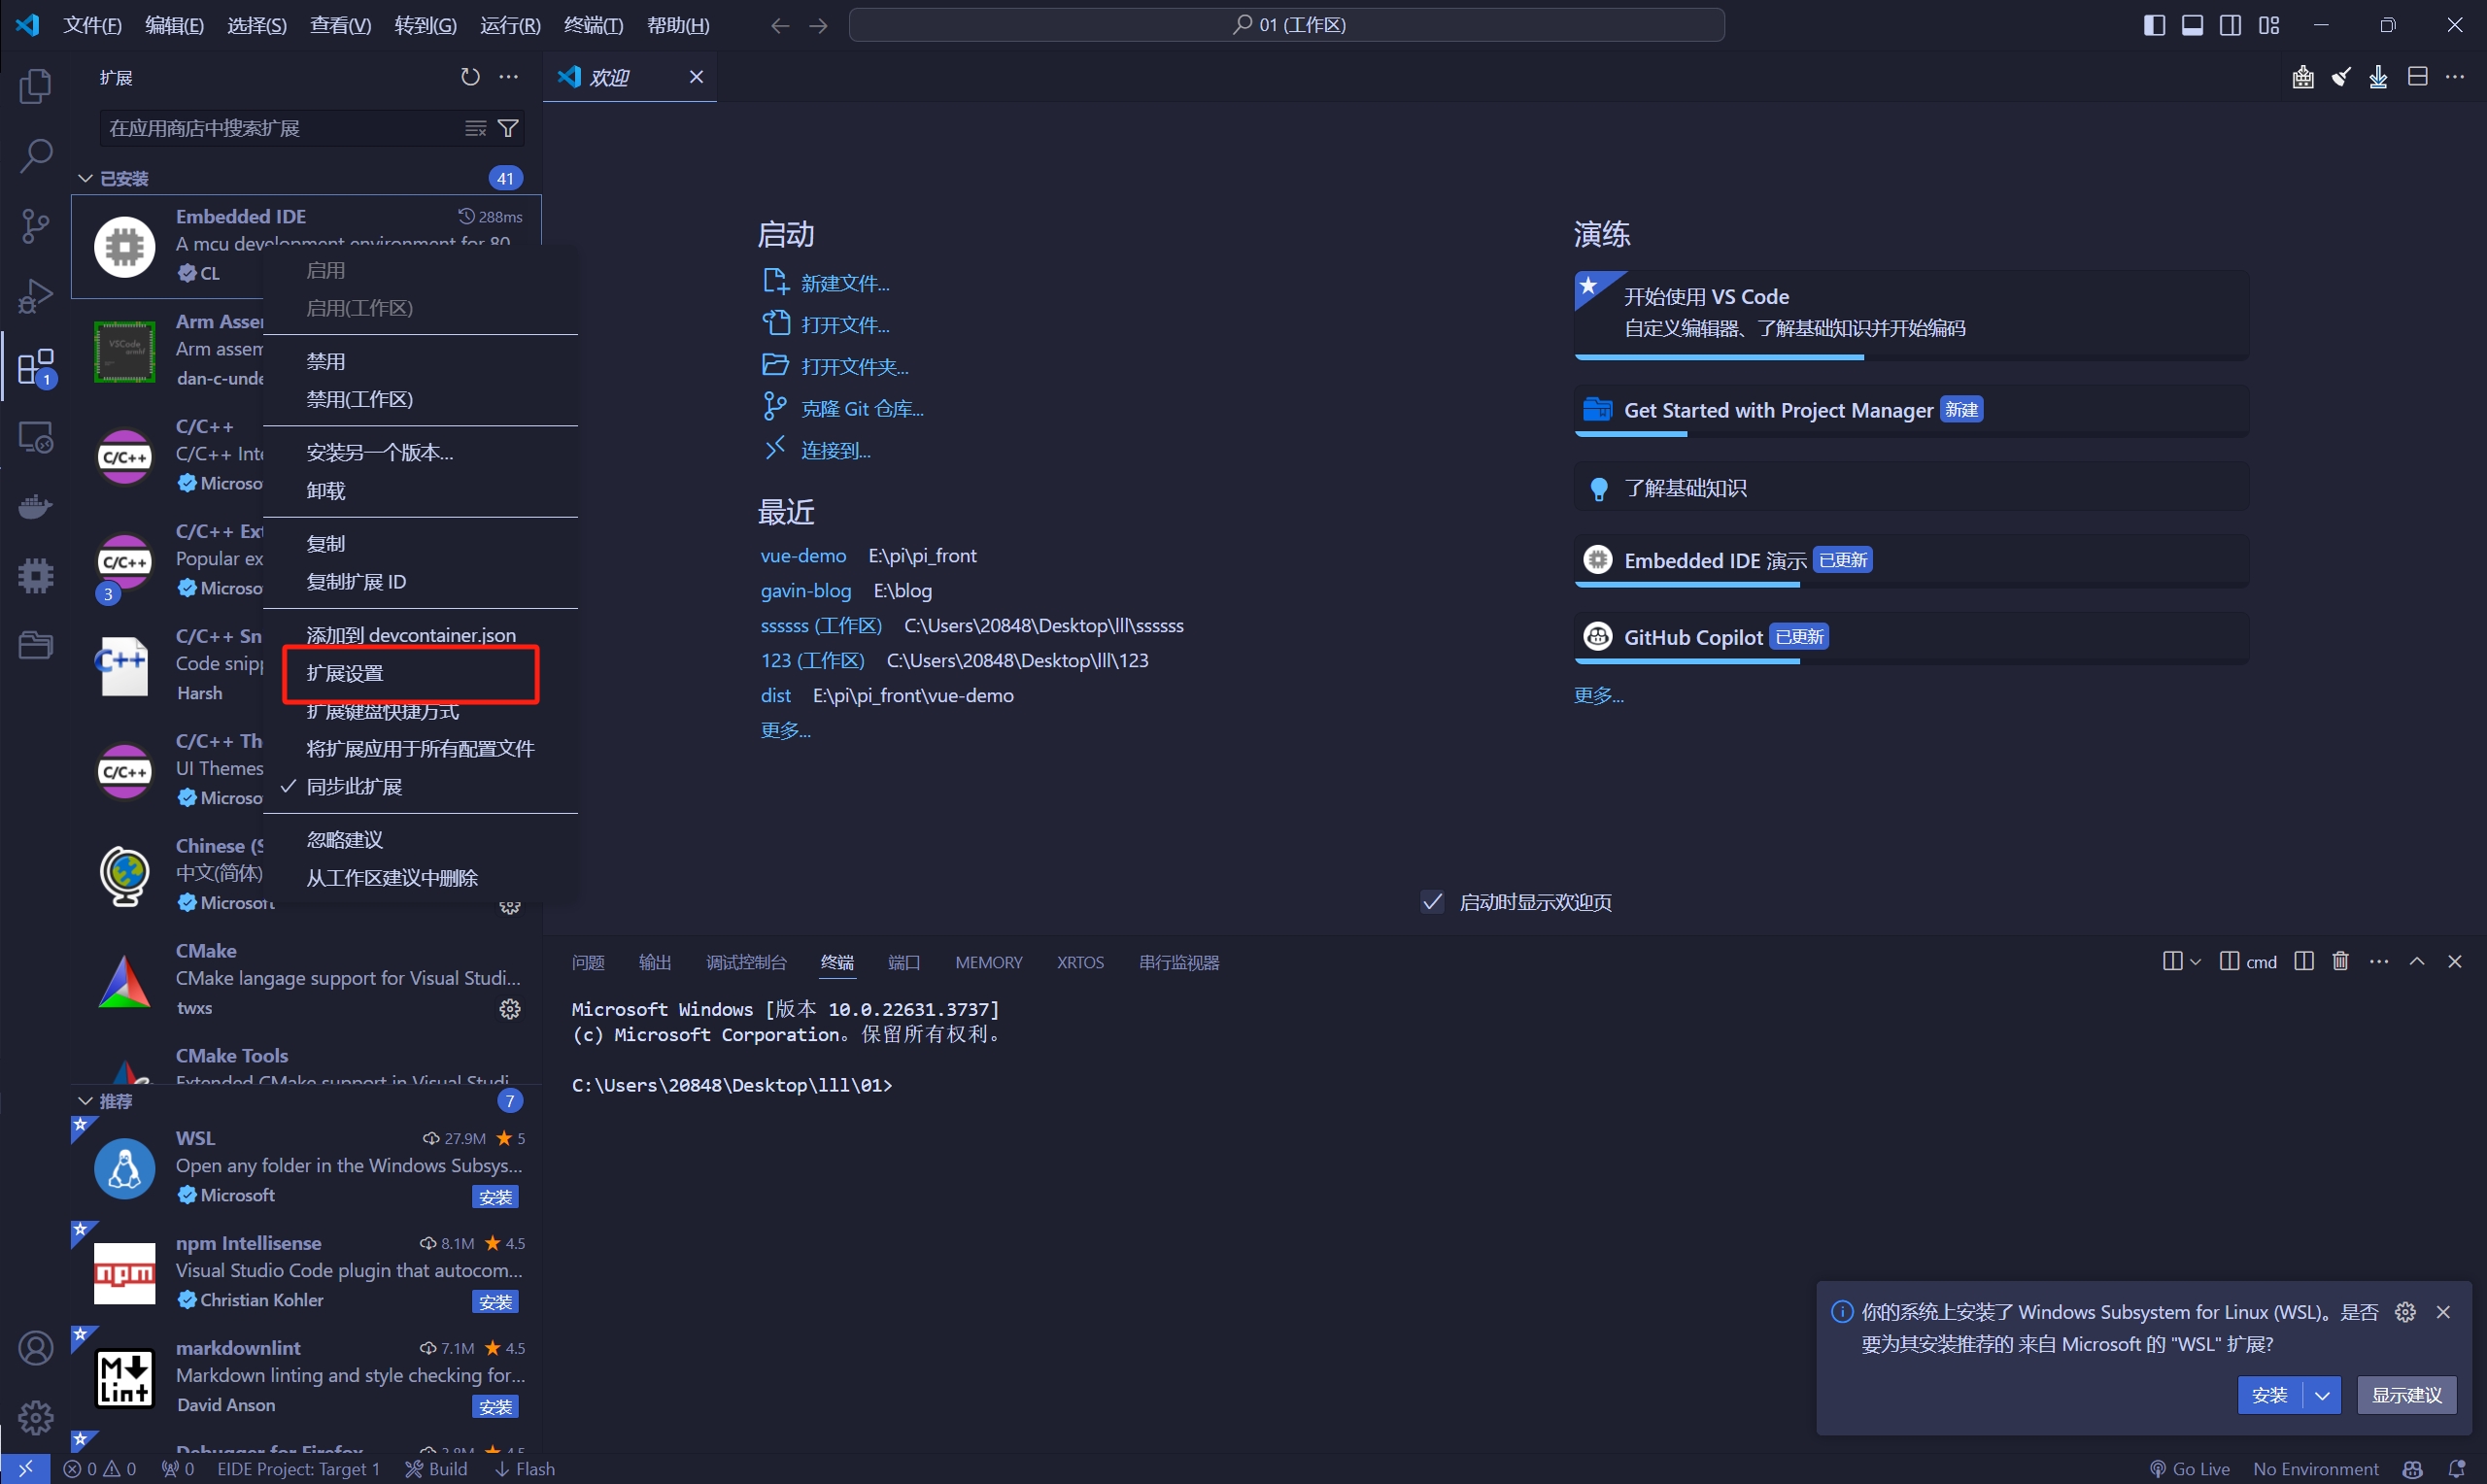 文件(F) 编辑(E) 选择(S) 查看(V) 转到(G) 运行(R) 终端(T) 帮助(H)
01 (工作区)
扩展
在应用商店中搜索扩展
已安装 41
Embedded IDE 288ms
A mcu development environment for 80
CL
Arm Asse
Arm assem
dan-c-unde
C/C++
C/C++ Inte
Microso
C/C++ Ext
Popular ex
Microso
3
C/C++ Sn
Code snipp
Harsh
C/C++ Th
UI Themes
Microso
Chinese (S
中文(简体)
Microsoft
CMake
CMake langage support for Visual Studi...
twxs
CMake Tools
Extended CMake support in Visual Studi
推荐 7
WSL 27.9M 5
Open any folder in the Windows Subsys...
Microsoft 安装
npm Intellisense 8.1M 4.5
Visual Studio Code plugin that autocom...
Christian Kohler 安装
markdownlint 7.1M 4.5
Markdown linting and style checking for...
David Anson 安装
Debugger for Firefox 2.8M 4.5
1
VSCode
armhf
C/C++
C/C++
C++
C/C++
npm
M
lint
启用
启用(工作区)
禁用
禁用(工作区)
安装另一个版本...
卸载
复制
复制扩展 ID
添加到 devcontainer.json
扩展设置
扩展键盘快捷方式
将扩展应用于所有配置文件
同步此扩展
忽略建议
从工作区建议中删除
欢迎
启动
新建文件...
打开文件...
打开文件夹...
克隆 Git 仓库...
连接到...
最近
vue-demo E:\pi\pi_front
gavin-blog E:\blog
ssssss (工作区) C:\Users\20848\Desktop\lll\ssssss
123 (工作区) C:\Users\20848\Desktop\lll\123
dist E:\pi\pi_front\vue-demo
更多...
演练
开始使用 VS Code
自定义编辑器、了解基础知识并开始编码
Get Started with Project Manager 新建
了解基础知识
Embedded IDE 演示 已更新
GitHub Copilot 已更新
更多...
启动时显示欢迎页
问题 输出 调试控制台 终端 端口 MEMORY XRTOS 串行监视器
cmd
Microsoft Windows [版本 10.0.22631.3737]
(c) Microsoft Corporation。保留所有权利。
C:\Users\20848\Desktop\lll\01>
你的系统上安装了 Windows Subsystem for Linux (WSL)。是否
要为其安装推荐的 来自 Microsoft 的 "WSL" 扩展?
安装 显示建议
0 0 0 EIDE Project: Target 1 Build Flash
Go Live No Environment